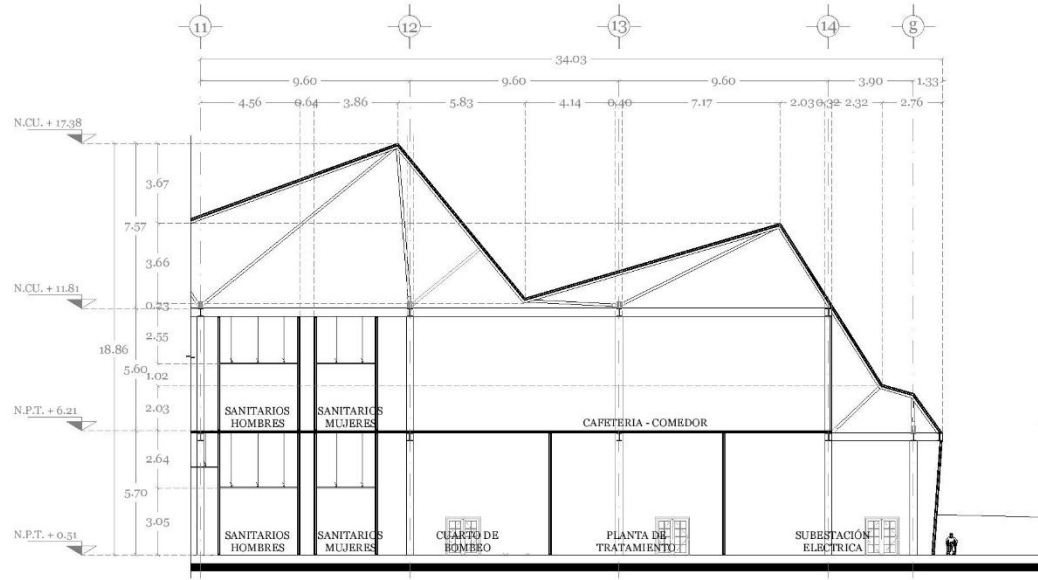 11 12 13 14 g
34.03
9.60 9.60 9.60 3.90 1.33
4.56 0.64 3.86 5.83 4.14 0.40 7.17 2.03 0.32 2.32 2.76
N.CU. + 17.38
3.67
7.57
3.66
N.CU. + 11.81
0.23
2.55
18.86
5.60
1.02
2.03
N.P.T. + 6.21
SANITARIOS
HOMBRES
SANITARIOS
MUJERES
CAFETERIA - COMEDOR
2.64
5.70
3.05
N.P.T. + 0.51
SANITARIOS
HOMBRES
SANITARIOS
MUJERES
CUARTO DE
BOMBEO
PLANTA DE
TRATAMIENTO
SUBESTACIÓN
ELECTRICA